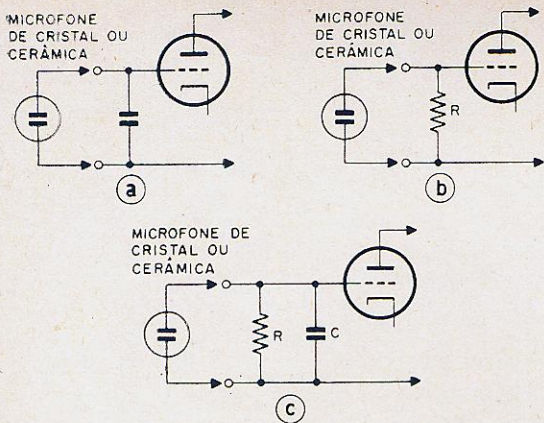 MICROFONE
DE CRISTAL OU
CERÂMICA
a
MICROFONE
DE CRISTAL OU
CERÂMICA
R
b
MICROFONE DE
CRISTAL OU
CERÂMICA
R
C
c